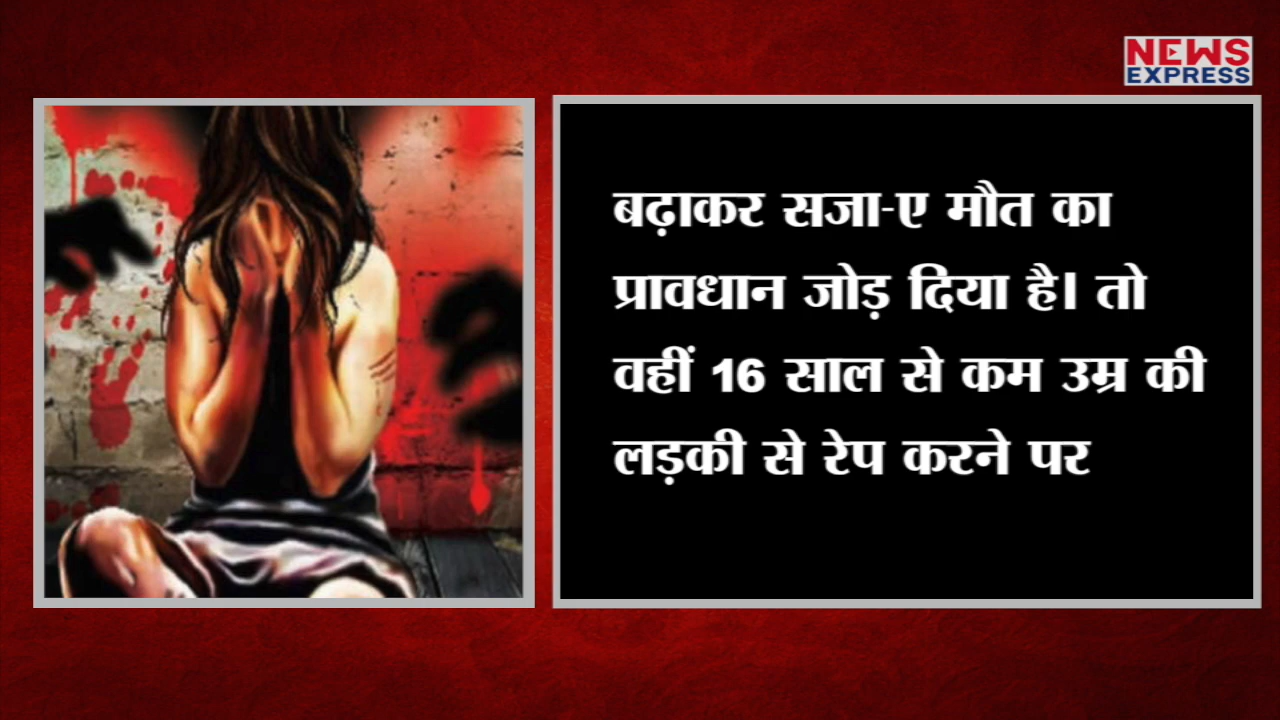 NEWS
EXPRESS
बढ़ाकर सजा-ए मौत का
प्रावधान जोड़ दिया है। तो
वहीं 16 साल से कम उम्र की
लड़की से रेप करने पर